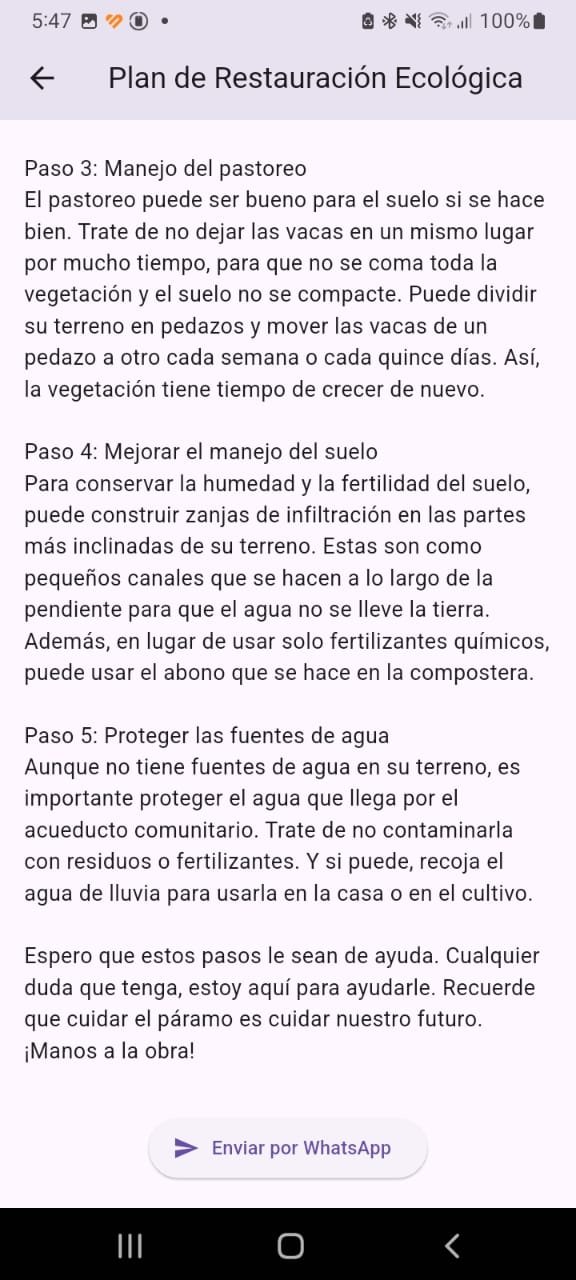 5:47
100%
Plan de Restauración Ecológica
Paso 3: Manejo del pastoreo
El pastoreo puede ser bueno para el suelo si se hace
bien. Trate de no dejar las vacas en un mismo lugar
por mucho tiempo, para que no se coma toda la
vegetación y el suelo no se compacte. Puede dividir
su terreno en pedazos y mover las vacas de un
pedazo a otro cada semana o cada quince días. Así,
la vegetación tiene tiempo de crecer de nuevo.
Paso 4: Mejorar el manejo del suelo
Para conservar la humedad y la fertilidad del suelo,
puede construir zanjas de infiltración en las partes
más inclinadas de su terreno. Estas son como
pequeños canales que se hacen a lo largo de la
pendiente para que el agua no se lleve la tierra.
Además, en lugar de usar solo fertilizantes químicos,
puede usar el abono que se hace en la compostera.
Paso 5: Proteger las fuentes de agua
Aunque no tiene fuentes de agua en su terreno, es
importante proteger el agua que llega por el
acueducto comunitario. Trate de no contaminarla
con residuos o fertilizantes. Y si puede, recoja el
agua de lluvia para usarla en la casa o en el cultivo.
Espero que estos pasos le sean de ayuda. Cualquier
duda que tenga, estoy aquí para ayudarle. Recuerde
que cuidar el páramo es cuidar nuestro futuro.
¡Manos a la obra!
Enviar por WhatsApp